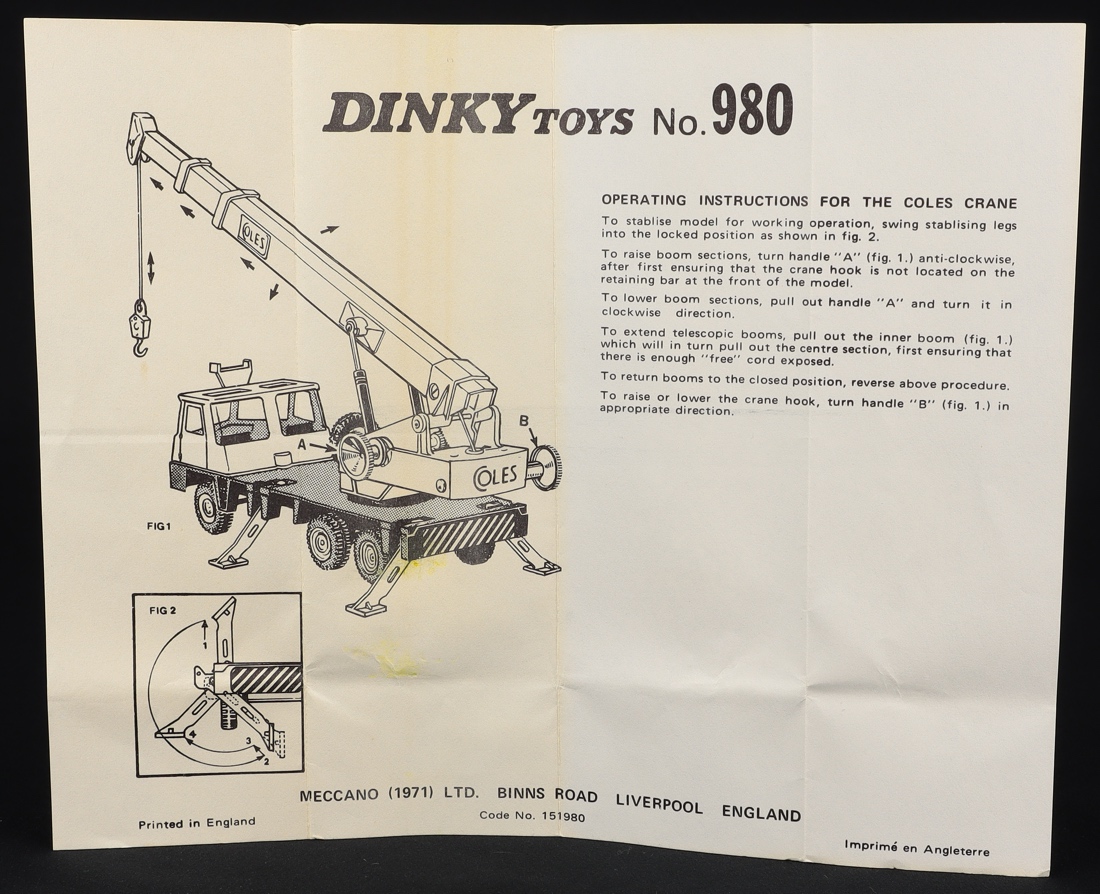 DINKY TOYS No. 980
OPERATING INSTRUCTIONS FOR THE COLES CRANE
To stablise model for working operation, swing stablising legs
into the locked position as shown in fig. 2.
To raise boom sections, turn handle "A" (fig. 1.) anti-clockwise,
after first ensuring that the crane hook is not located on the
retaining bar at the front of the model.
To lower boom sections, pull out handle "A" and turn it in
clockwise direction.
To extend telescopic booms, pull out the inner boom (fig. 1.)
which will in turn pull out the centre section, first ensuring that
there is enough "free" cord exposed.
To return booms to the closed position, reverse above procedure.
To raise or lower the crane hook, turn handle "B" (fig. 1.) in
appropriate direction.
COLES
A
B
COLES
FIG 1
FIG 2
1
4
3
2
MECCANO (1971) LTD. BINNS ROAD LIVERPOOL ENGLAND
Code No. 151980
Printed in England
Imprimé en Angleterre